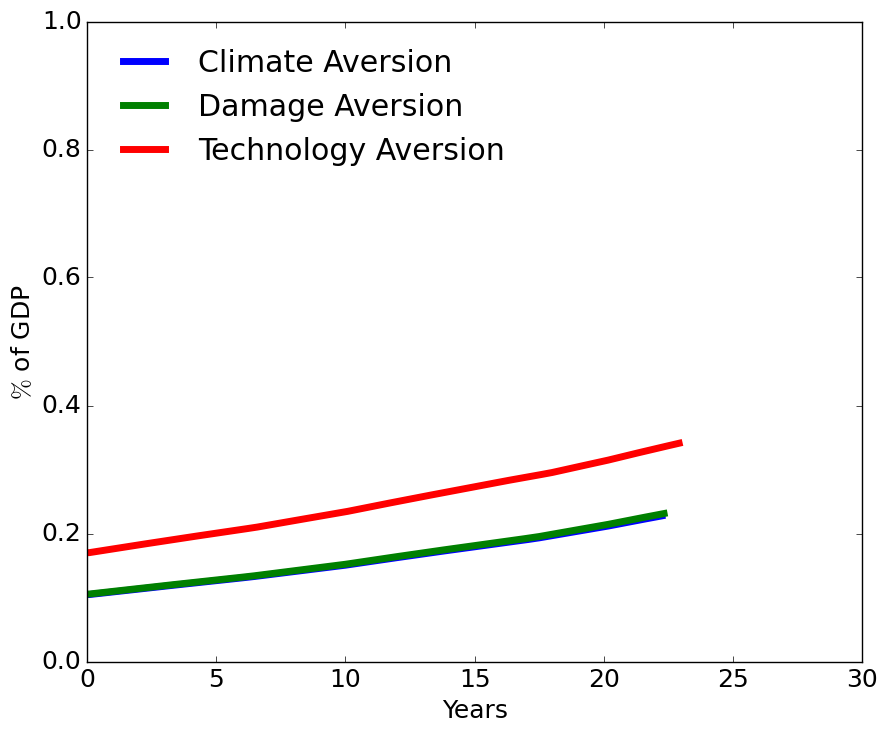 1.0
0.8
0.6
0.4
0.2
0.0
% of GDP
Climate Aversion
Damage Aversion
Technology Aversion
0 5 10 15 20 25 30
Years